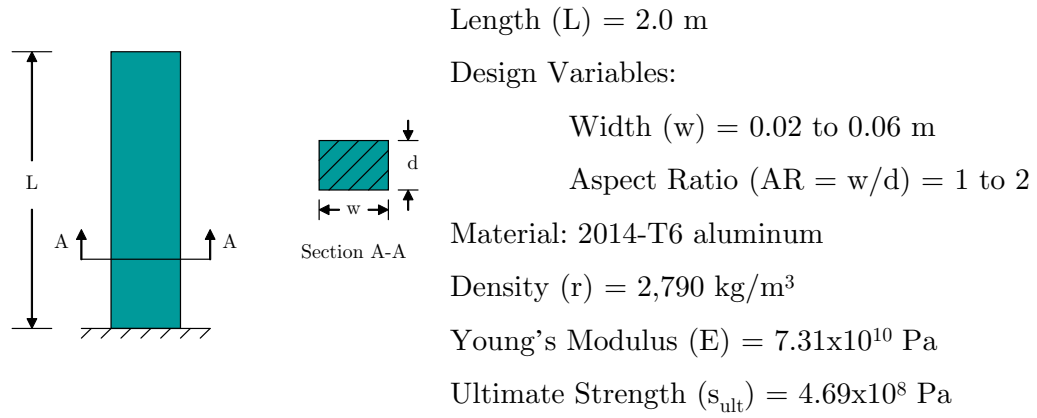 Length (L) = 2.0 m
Design Variables:
Width (w) = 0.02 to 0.06 m
Aspect Ratio (AR = w/d) = 1 to 2
Material: 2014-T6 aluminum
Density (r) = 2,790 kg/m³
Young's Modulus (E) = 7.31x10¹⁰ Pa
Ultimate Strength (s_ult) = 4.69x10⁸ Pa
L
A
A
d
w
Section A-A